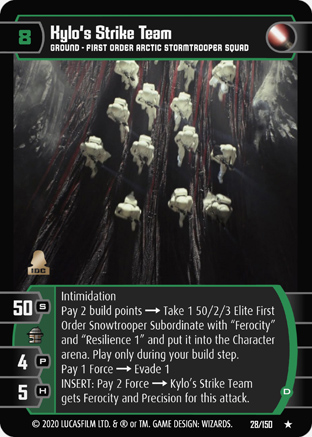 8
Kylo's Strike Team
GROUND - FIRST ORDER ARCTIC STORMTROOPER SQUAD
IDC
50 S
4 P
5 H
Intimidation
Pay 2 build points → Take 1 50/2/3 Elite First
Order Snowtrooper Subordinate with "Ferocity"
and "Resilience 1" and put it into the Character
arena. Play only during your build step.
Pay 1 Force → Evade 1
INSERT: Pay 2 Force → Kylo's Strike Team
gets Ferocity and Precision for this attack.
D
© 2020 LUCASFILM LTD. & ® or TM. GAME DESIGN: WIZARDS.
28/150 ★